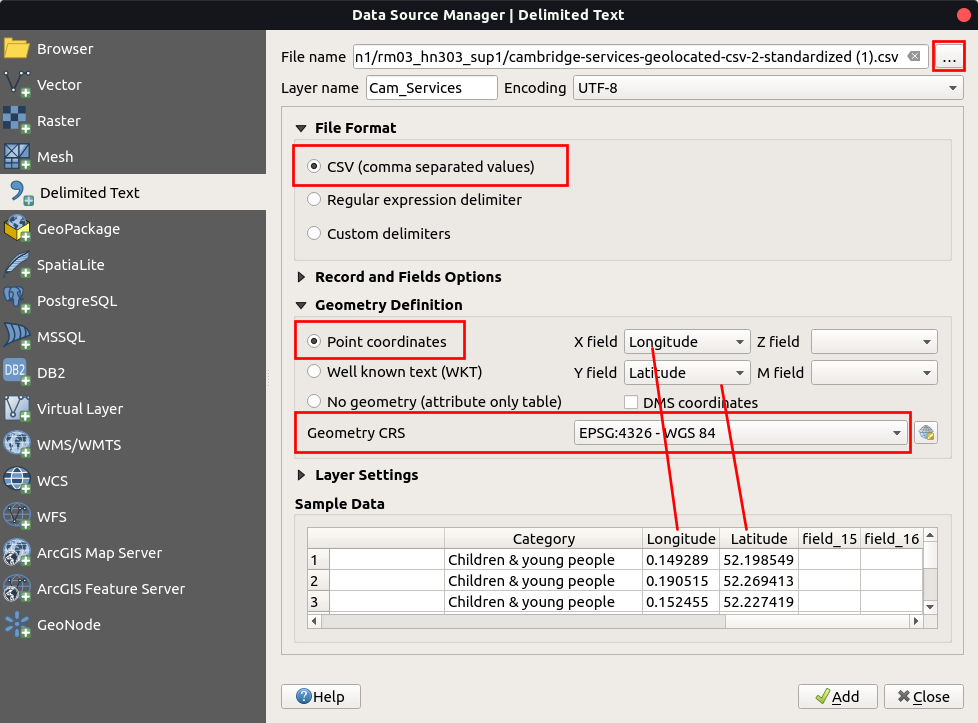 Data Source Manager | Delimited Text
Browser
Vector
Raster
Mesh
Delimited Text
GeoPackage
SpatiaLite
PostgreSQL
MSSQL
DB2
DB2
Virtual Layer
WMS/WMTS
WCS
WFS
ArcGIS Map Server
ArcGIS Feature Server
GeoNode
File name n1/rm03_hn303_sup1/cambridge-services-geolocated-csv-2-standardized (1).csv ...
Layer name Cam_Services Encoding UTF-8
File Format
CSV (comma separated values)
Regular expression delimiter
Custom delimiters
Record and Fields Options
Geometry Definition
Point coordinates X field Longitude Z field
Well known text (WKT) Y field Latitude M field
No geometry (attribute only table) DMS coordinates
Geometry CRS EPSG:4326 - WGS 84
Layer Settings
Sample Data
Category Longitude Latitude field_15 field_16
1 Children & young people 0.149289 52.198549
2 Children & young people 0.190515 52.269413
3 Children & young people 0.152455 52.227419
?Help Add Close